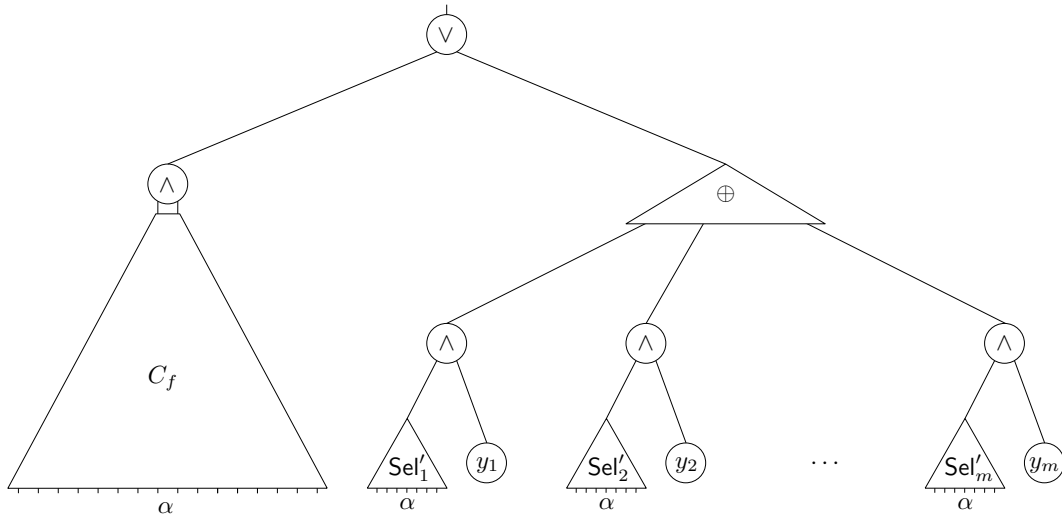 ∨
∧ ⊕
∧ ∧ ∧
C_f
Sel′_1 y_1 Sel′_2 y_2 ⋯ Sel′_m y_m
α α α α